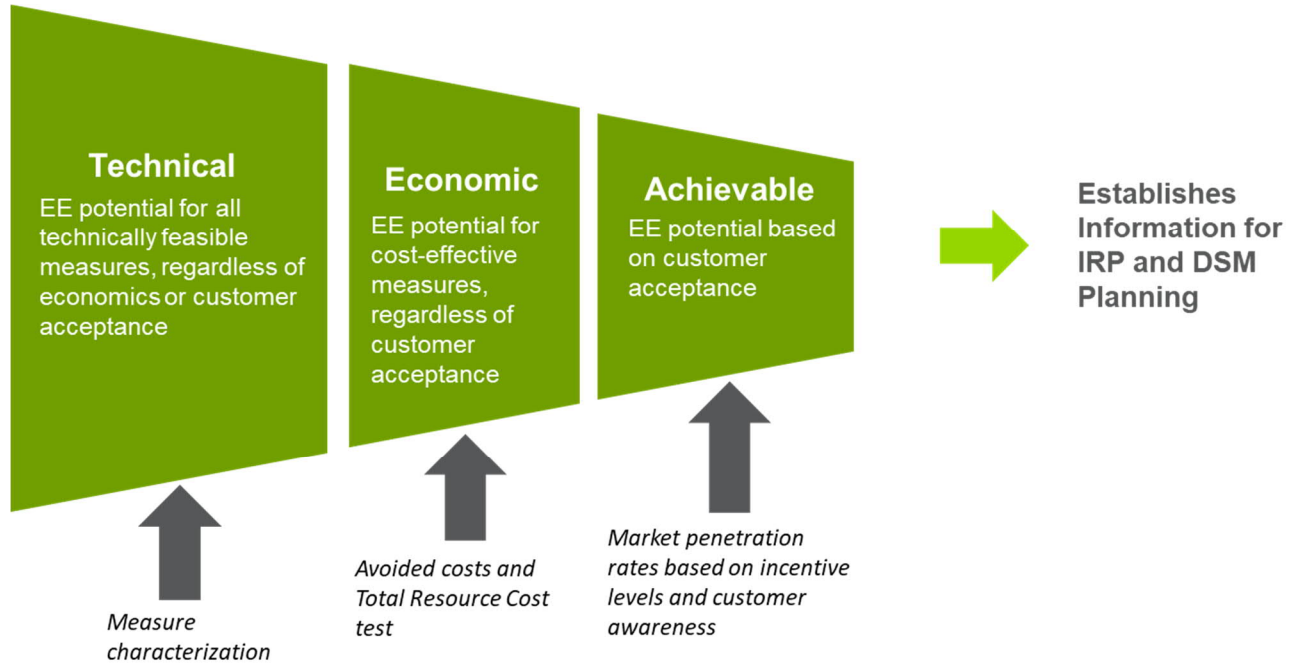 Technical
EE potential for all
technically feasible
measures, regardless of
economics or customer
acceptance
Economic
EE potential for
cost-effective
measures,
regardless of
customer
acceptance
Achievable
EE potential based
on customer
acceptance
Establishes
Information for
IRP and DSM
Planning
Measure
characterization
Avoided costs and
Total Resource Cost
test
Market penetration
rates based on incentive
levels and customer
awareness